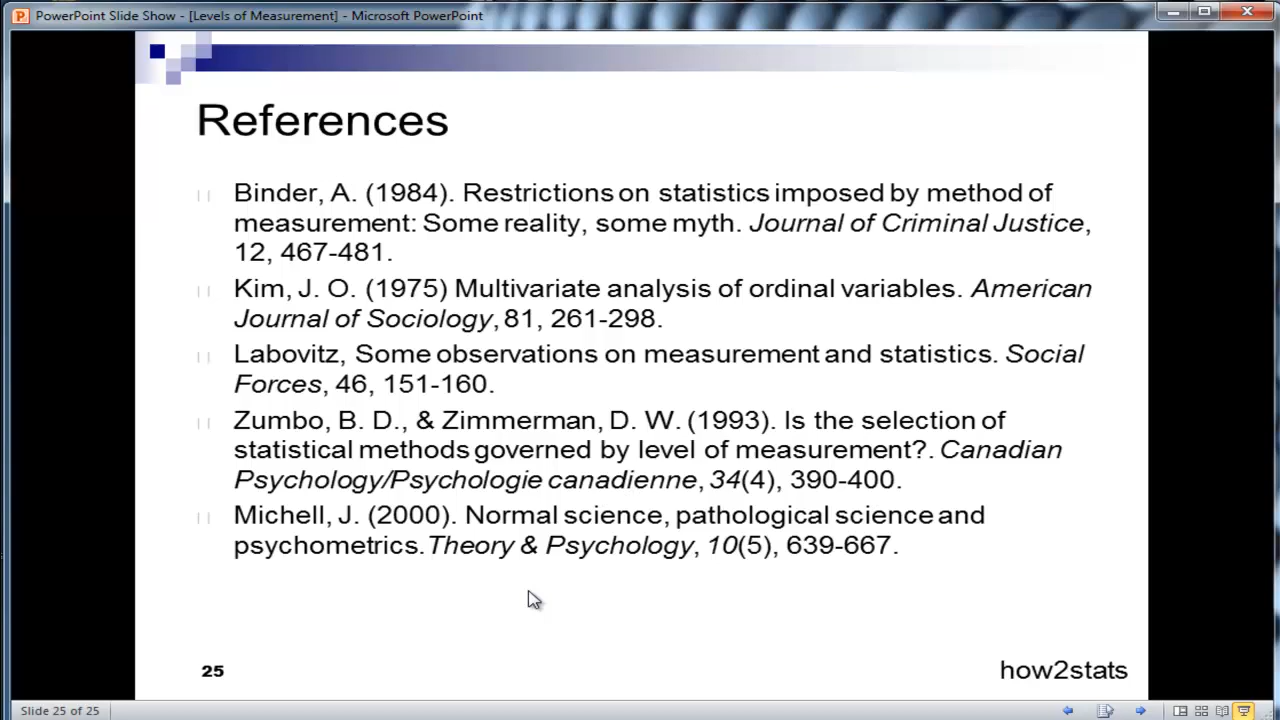 PowerPoint Slide Show - [Levels of Measurement] - Microsoft PowerPoint
References
Binder, A. (1984). Restrictions on statistics imposed by method of
measurement: Some reality, some myth. Journal of Criminal Justice,
12, 467-481.
Kim, J. O. (1975) Multivariate analysis of ordinal variables. American
Journal of Sociology, 81, 261-298.
Labovitz, Some observations on measurement and statistics. Social
Forces, 46, 151-160.
Zumbo, B. D., & Zimmerman, D. W. (1993). Is the selection of
statistical methods governed by level of measurement?. Canadian
Psychology/Psychologie canadienne, 34(4), 390-400.
Michell, J. (2000). Normal science, pathological science and
psychometrics. Theory & Psychology, 10(5), 639-667.
25
how2stats
Slide 25 of 25